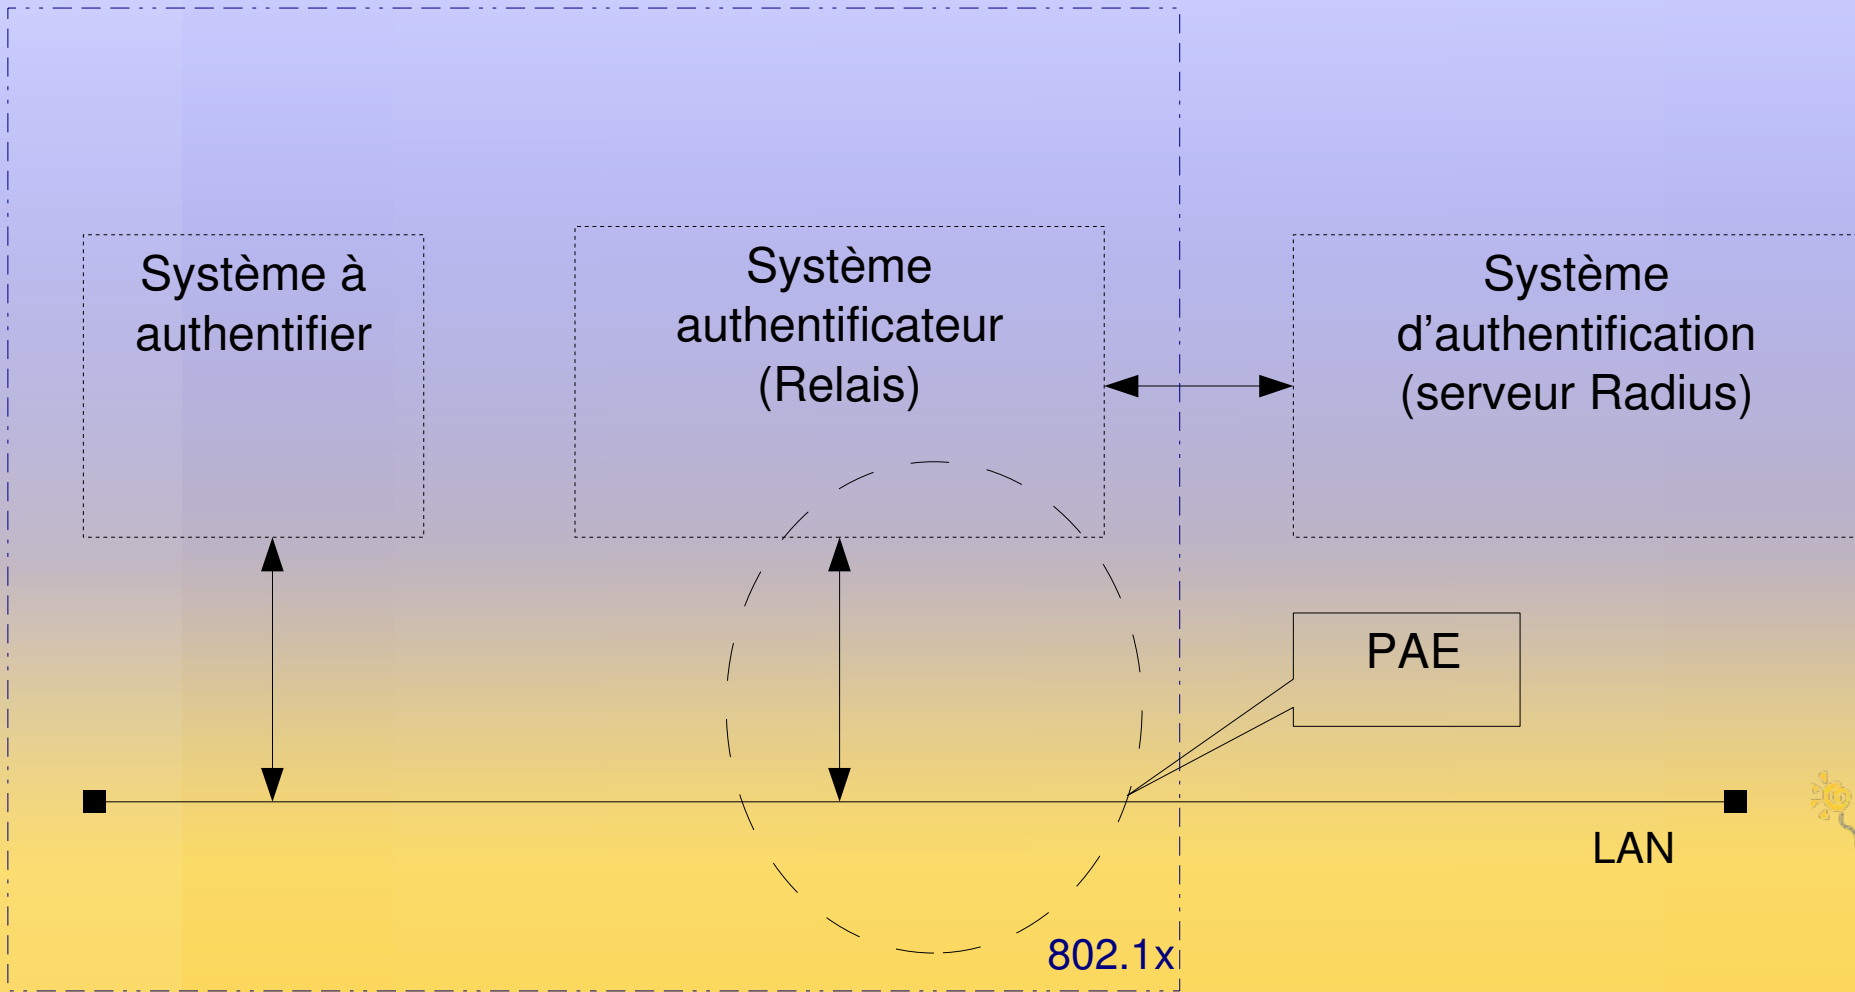 Système à
authentifier
Système
authentificateur
(Relais)
Système
d’authentification
(serveur Radius)
PAE
LAN
802.1x